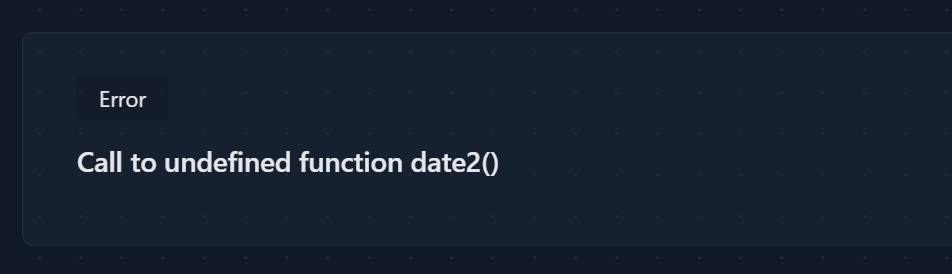 Error
Call to undefined function date2()